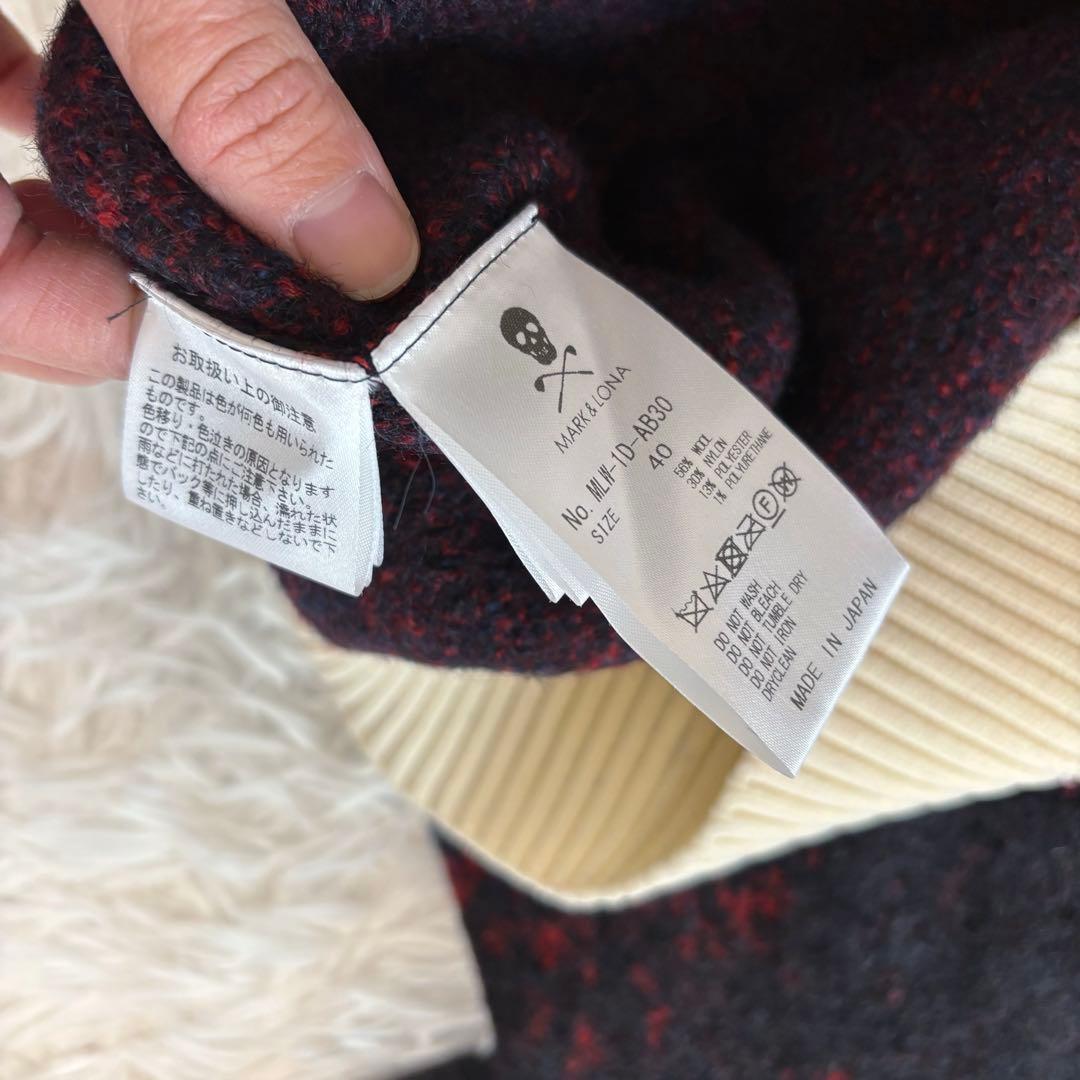 お取扱い上の御注意
この製品は色が何色も用いられた
ものです。
色移り・色泣きの原因となります
ので下記の点にご注意下さい。
雨などに打たれた場合、濡れた状
態でバック等に押し込んだままに
したり、重ね置きなどしないで下
さい。
MARK&LONA
No. MLW-1D-AB30
SIZE 40
56% WOOL
30% NYLON
13% POLYESTER
1% POLYURETHANE
F
DO NOT WASH
DO NOT BLEACH
DO NOT TUMBLE DRY
DO NOT IRON
DRYCLEAN
MADE IN JAPAN